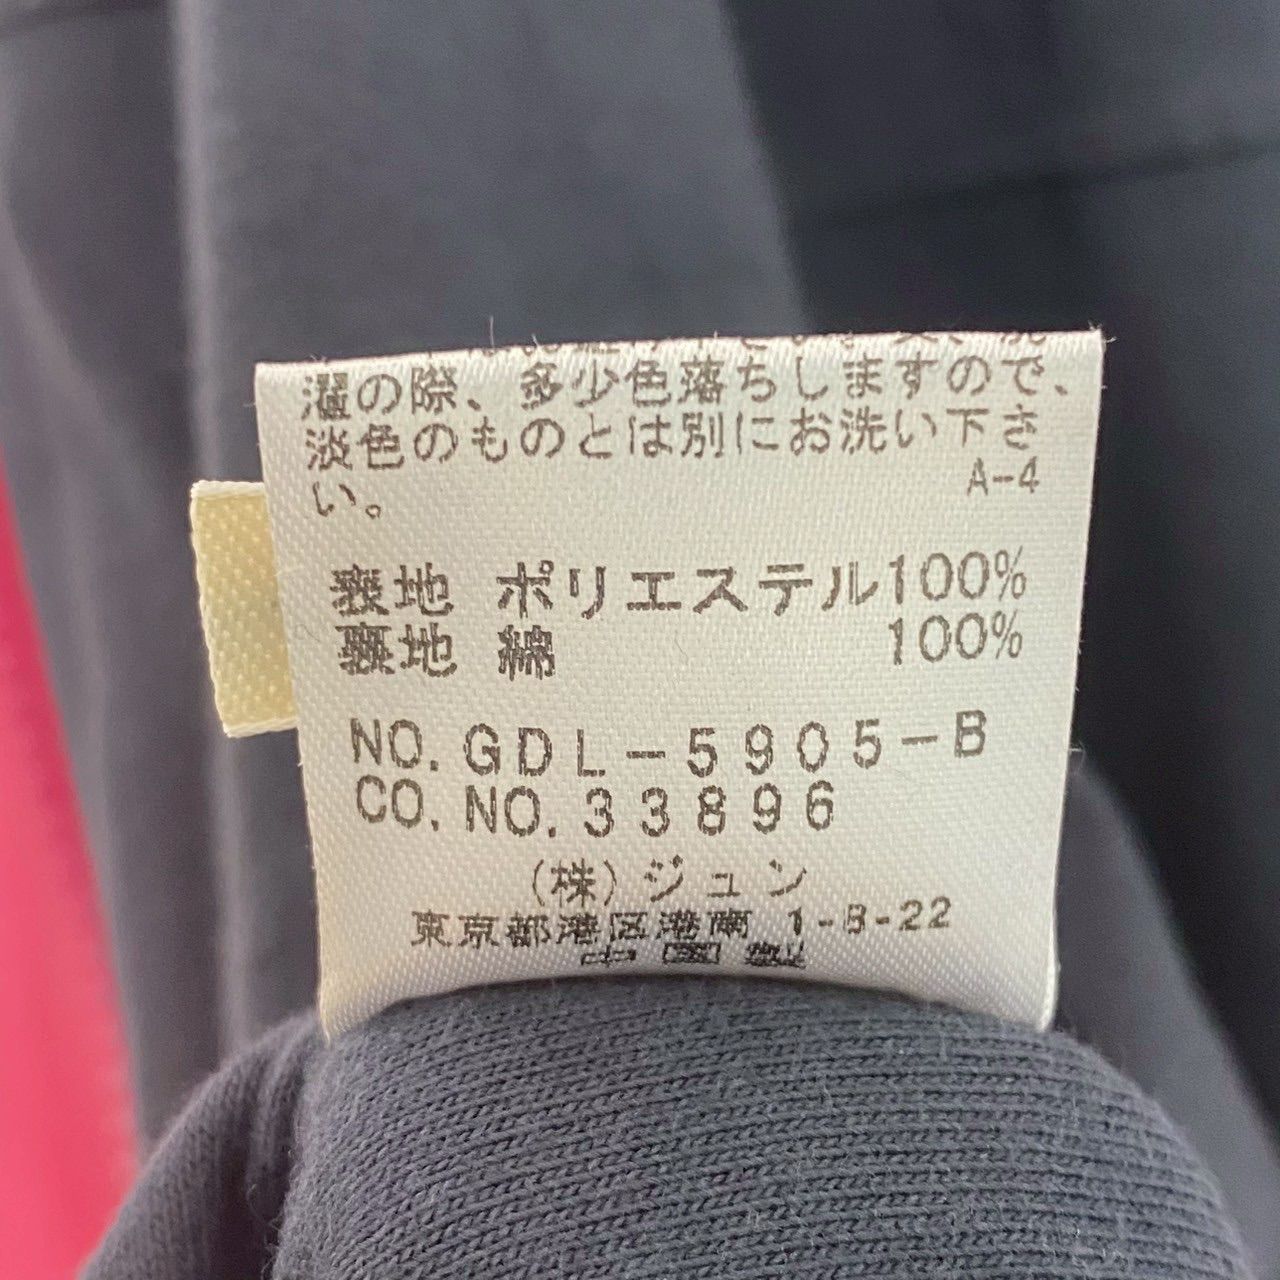 濯の際、多少色落ちしますので、
淡色のものとは別にお洗い下さ
い。
A-4
表地 ポリエステル100%
裏地 綿 100%
NO. GDL-5905-B
CO. NO. 33896
(株)ジュン
東京都港区港南 1-8-22
中国製